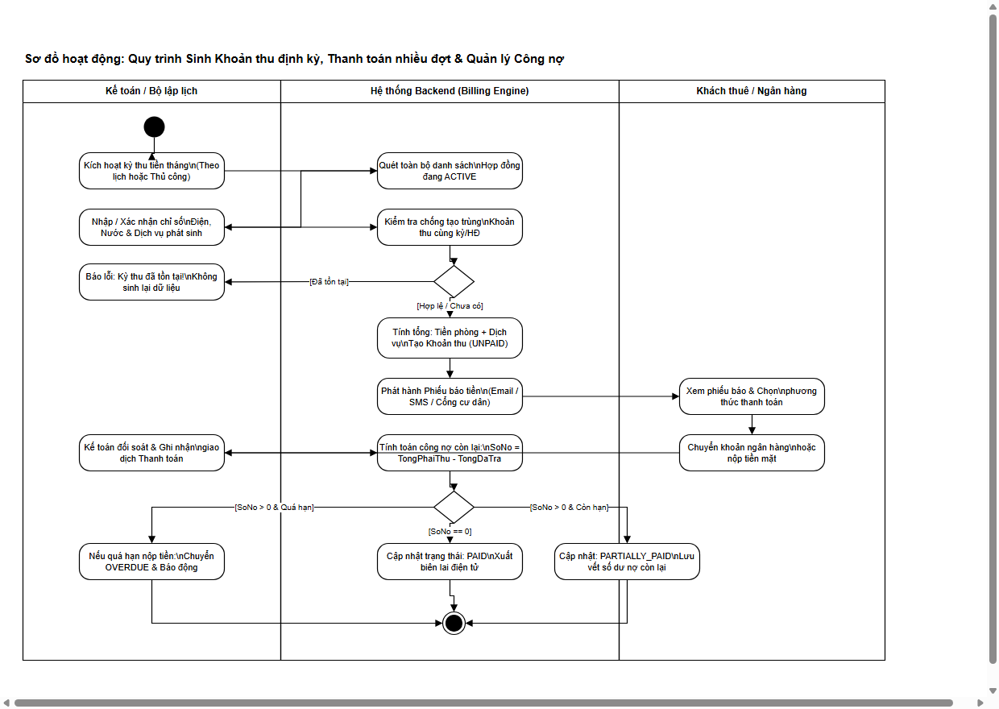 Sơ đồ hoạt động: Quy trình Sinh Khoản thu định kỳ, Thanh toán nhiều đợt & Quản lý Công nợ
Kế toán / Bộ lập lịch
Hệ thống Backend (Billing Engine)
Khách thuê / Ngân hàng
Kích hoạt kỳ thu tiền tháng\n(Theo
lịch hoặc Thủ công)
Quét toàn bộ danh sách\nHợp đồng
đang ACTIVE
Nhập / Xác nhận chỉ số\nĐiện,
Nước & Dịch vụ phát sinh
Kiểm tra chống tạo trùng\nKhoản
thu cùng kỳ/HĐ
Báo lỗi: Kỳ thu đã tồn tại!\nKhông
sinh lại dữ liệu
[Đã tồn tại]
[Hợp lệ / Chưa có]
Tính tổng: Tiền phòng + Dịch
vụ\nTạo Khoản thu (UNPAID)
Phát hành Phiếu báo tiền\n(Email /
SMS / Cổng cư dân)
Xem phiếu báo & Chọn\nphương
thức thanh toán
Kế toán đối soát & Ghi nhận\ngiao
dịch Thanh toán
Tính toán công nợ còn lại:\nSoNo =
TongPhaiThu - TongDaTra
Chuyển khoản ngân hàng\nhoặc
nộp tiền mặt
[SoNo > 0 & Quá hạn]
[SoNo > 0 & Còn hạn]
[SoNo == 0]
Nếu quá hạn nộp tiền:\nChuyển
OVERDUE & Báo động
Cập nhật trạng thái: PAID\nXuất
biên lai điện tử
Cập nhật: PARTIALLY_PAID\nLưu
vết số dư nợ còn lại